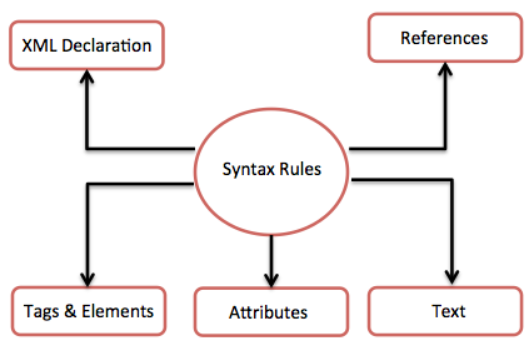 XML Declaration
References
Syntax Rules
Tags & Elements
Attributes
Text